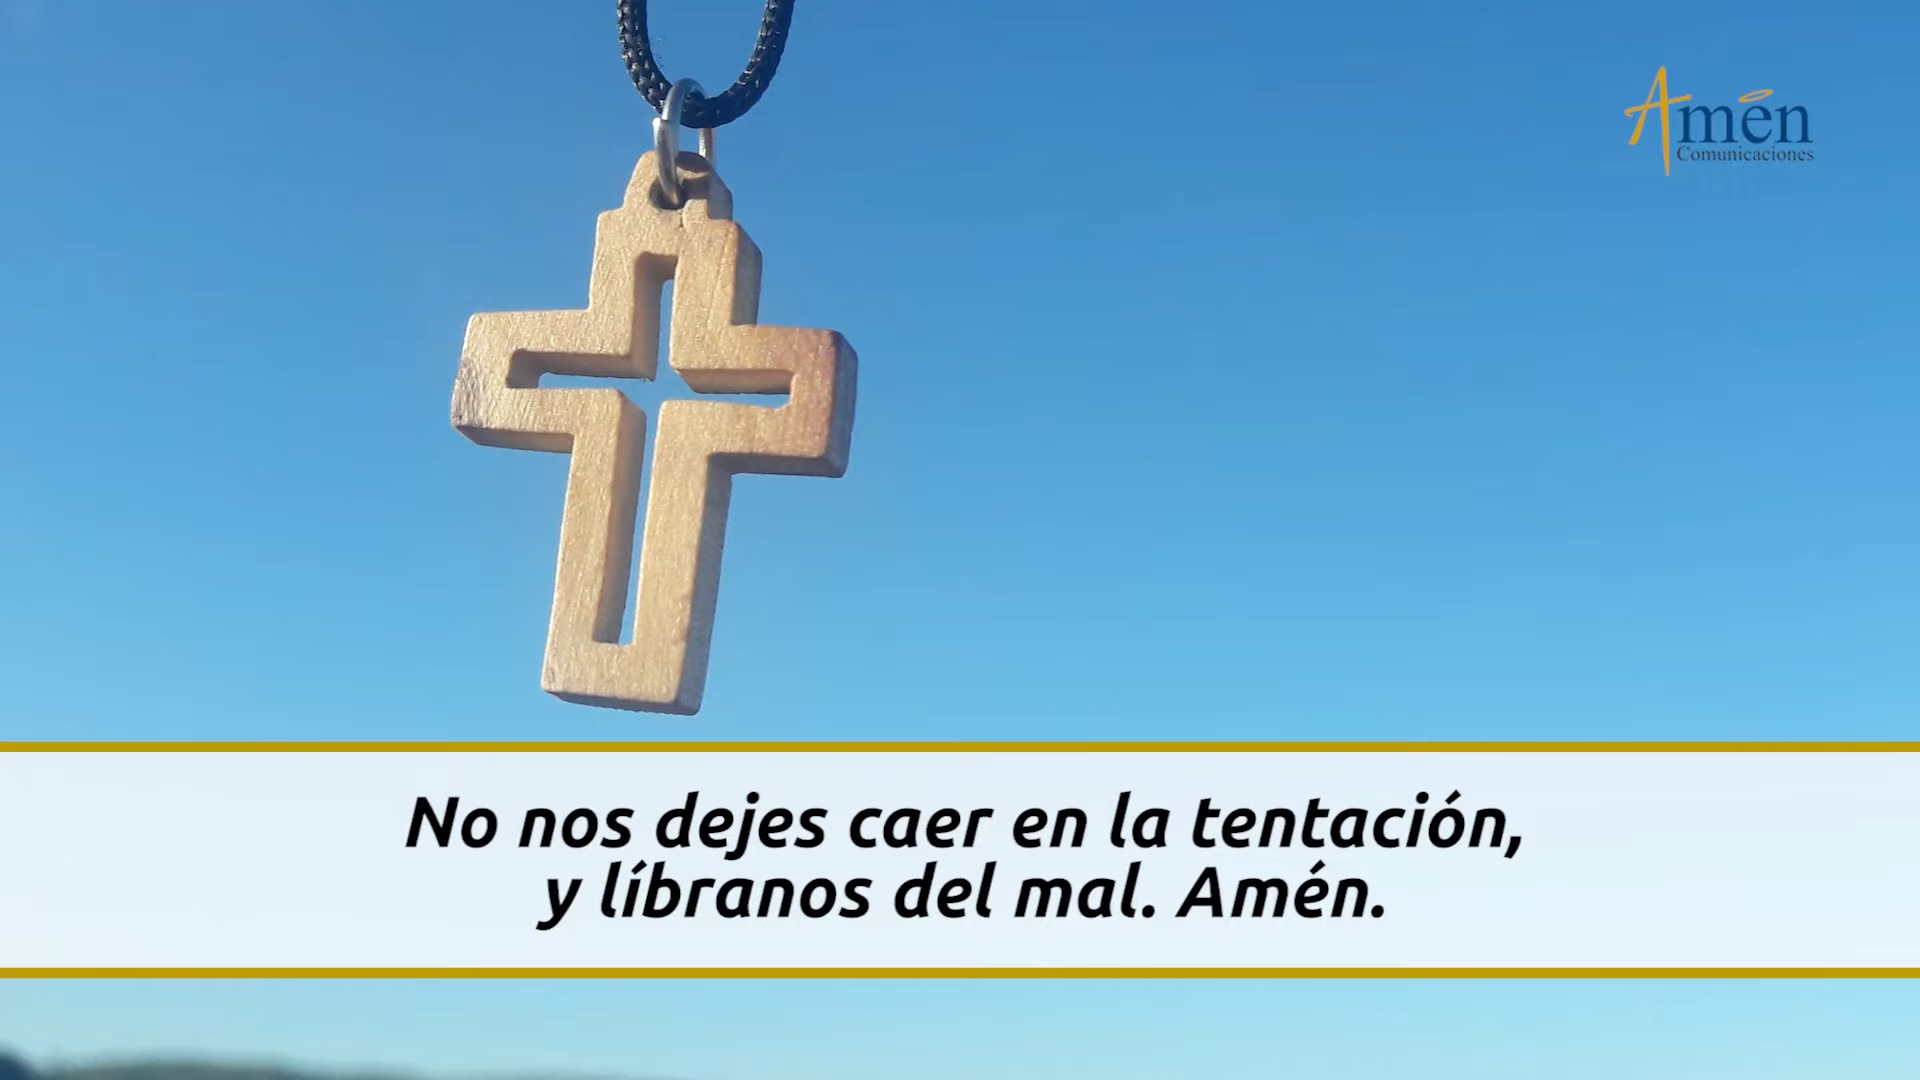 Amén
Comunicaciones
No nos dejes caer en la tentación,
y líbranos del mal. Amén.